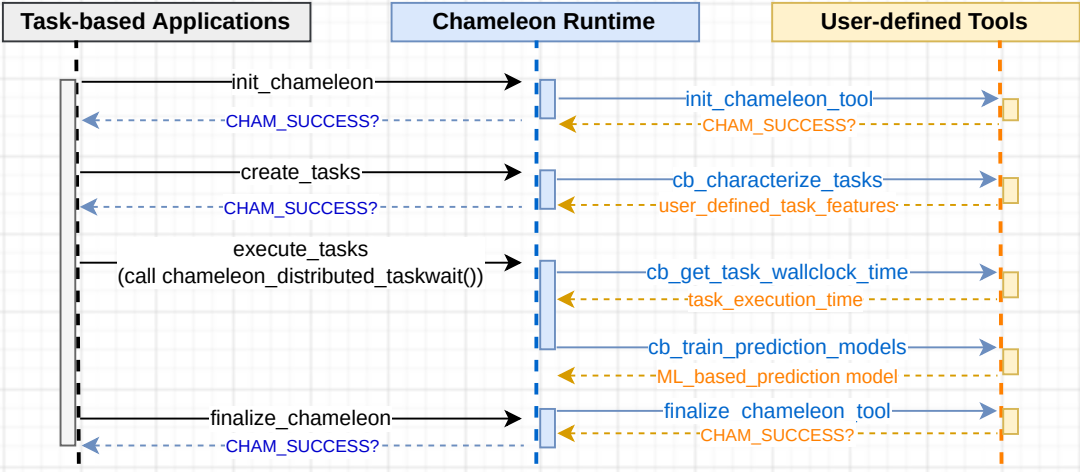 Task-based Applications
Chameleon Runtime
User-defined Tools
init_chameleon
init_chameleon_tool
CHAM_SUCCESS?
CHAM_SUCCESS?
create_tasks
cb_characterize_tasks
CHAM_SUCCESS?
user_defined_task_features
execute_tasks
(call chameleon_distributed_taskwait())
cb_get_task_wallclock_time
task_execution_time
cb_train_prediction_models
ML_based_prediction model
finalize_chameleon
finalize_chameleon_tool
CHAM_SUCCESS?
CHAM_SUCCESS?